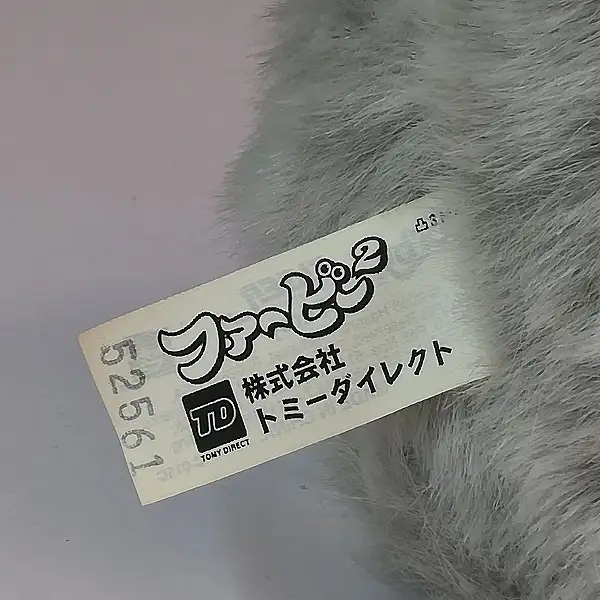 ファービー2
株式会社
トミーダイレクト
TD
TOMY DIRECT
52561